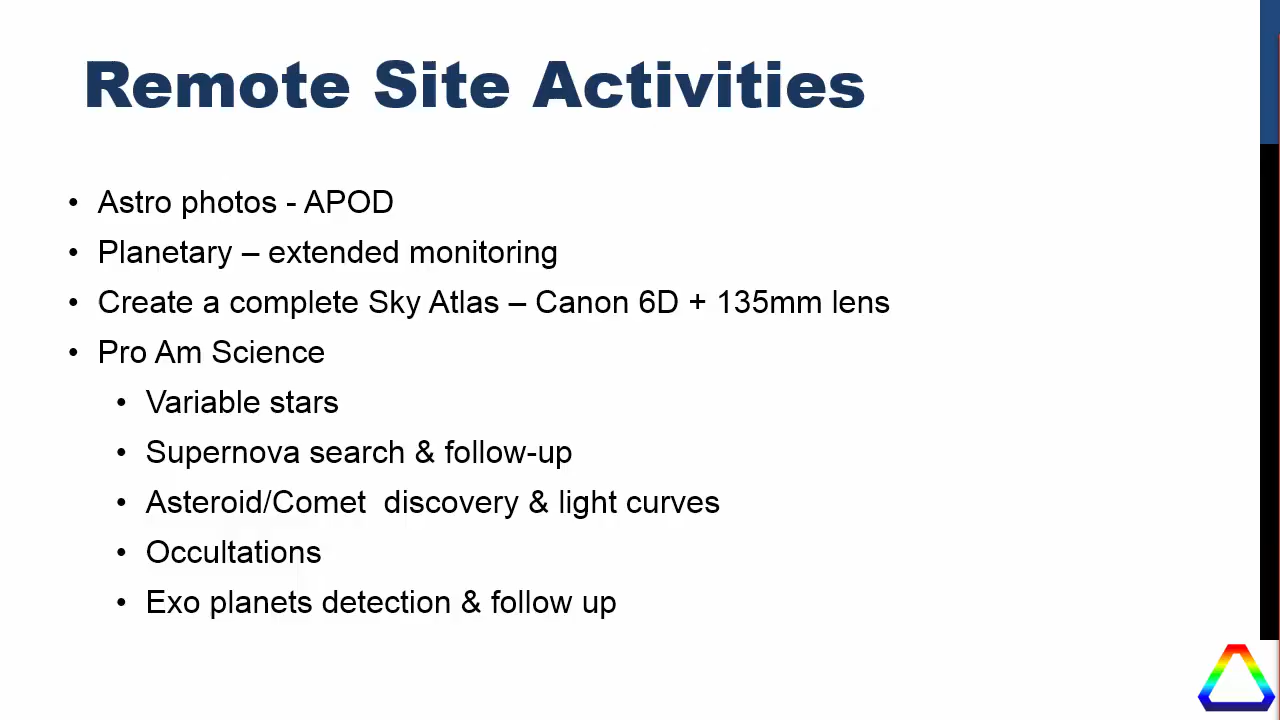 Remote Site Activities
• Astro photos - APOD
• Planetary – extended monitoring
• Create a complete Sky Atlas – Canon 6D + 135mm lens
• Pro Am Science
• Variable stars
• Supernova search & follow-up
• Asteroid/Comet  discovery & light curves
• Occultations
• Exo planets detection & follow up